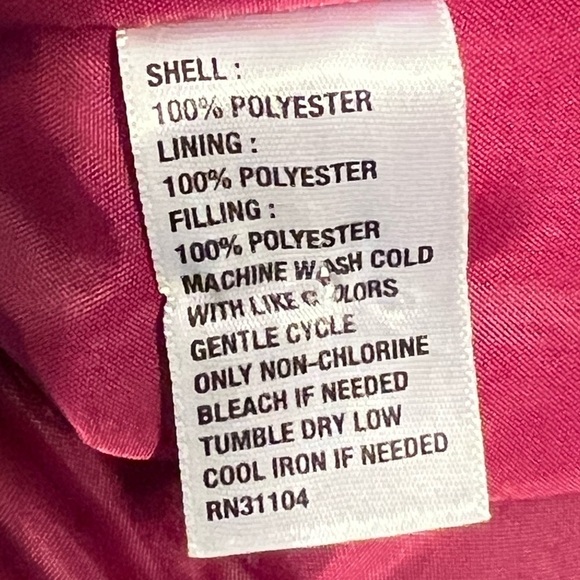 SHELL :
100% POLYESTER
LINING :
100% POLYESTER
FILLING :
100% POLYESTER
MACHINE WASH COLD
WITH LIKE COLORS
GENTLE CYCLE
ONLY NON-CHLORINE
BLEACH IF NEEDED
TUMBLE DRY LOW
COOL IRON IF NEEDED
RN31104